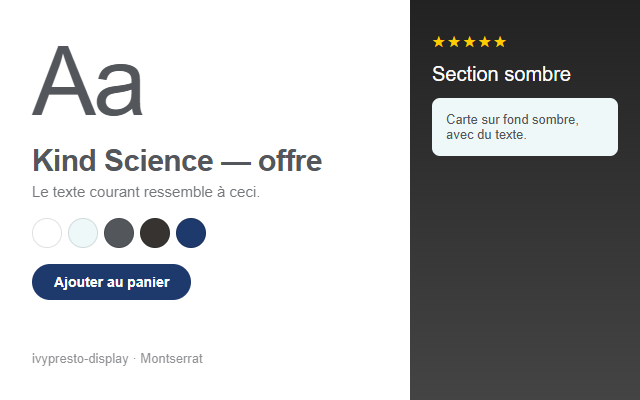 Aa
Kind Science — offre
Le texte courant ressemble à ceci.
Ajouter au panier
ivypresto-display · Montserrat
Section sombre
Carte sur fond sombre,
avec du texte.